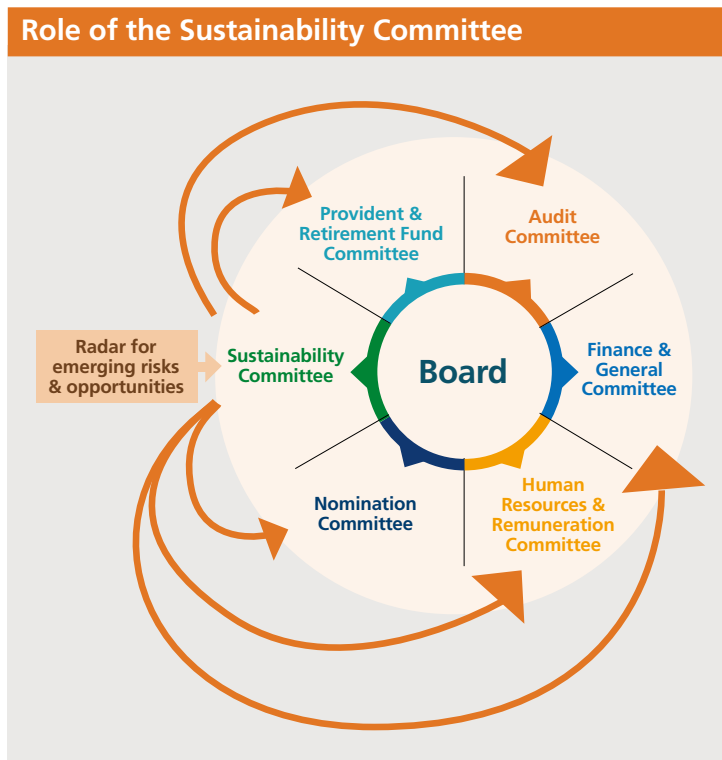 Role of the Sustainability Committee
Provident &
Retirement Fund
Committee
Audit
Committee
Radar for
emerging risks
& opportunities
Sustainability
Committee
Board
Finance &
General
Committee
Nomination
Committee
Human
Resources &
Remuneration
Committee